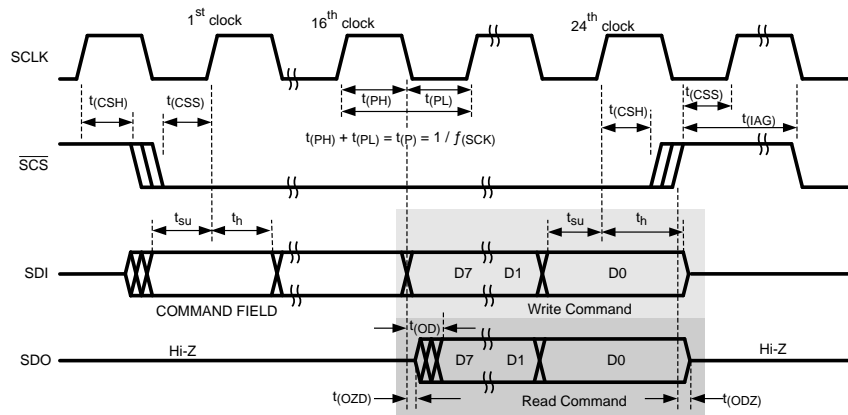 1st clock
16th clock
24th clock
SCLK
t(CSH)
t(CSS)
t(PH)
t(PL)
t(CSH)
t(CSS)
t(IAG)
t(PH) + t(PL) = t(P) = 1 / f(SCK)
SCS
tsu
th
tsu
th
SDI
D7
D1
D0
COMMAND FIELD
Write Command
t(OD)
Hi-Z
D7
D1
D0
Hi-Z
SDO
t(OZD)
Read Command
t(ODZ)